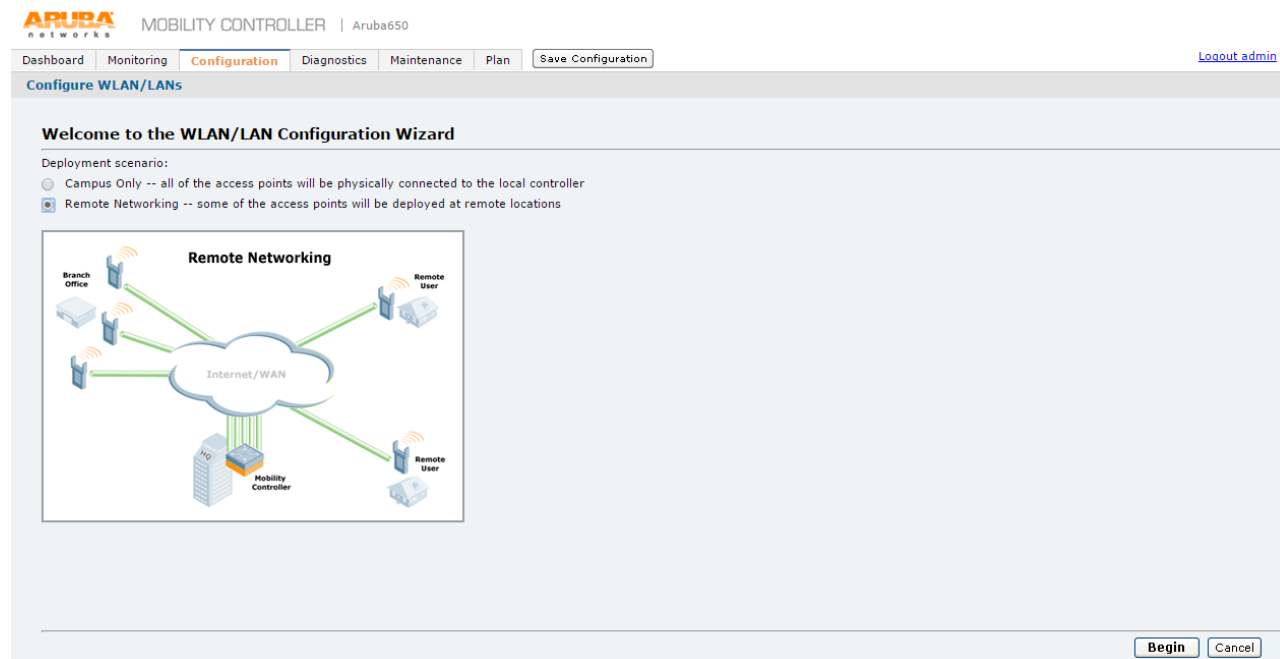 ARUBA
networks
MOBILITY CONTROLLER | Aruba650
Dashboard Monitoring Configuration Diagnostics Maintenance Plan Save Configuration Logout admin
Configure WLAN/LANs
Welcome to the WLAN/LAN Configuration Wizard
Deployment scenario:
Campus Only -- all of the access points will be physically connected to the local controller
Remote Networking -- some of the access points will be deployed at remote locations
Remote Networking
Branch
Office
Remote
User
Internet/WAN
HQ
Mobility
Controller
Remote
User
Begin Cancel